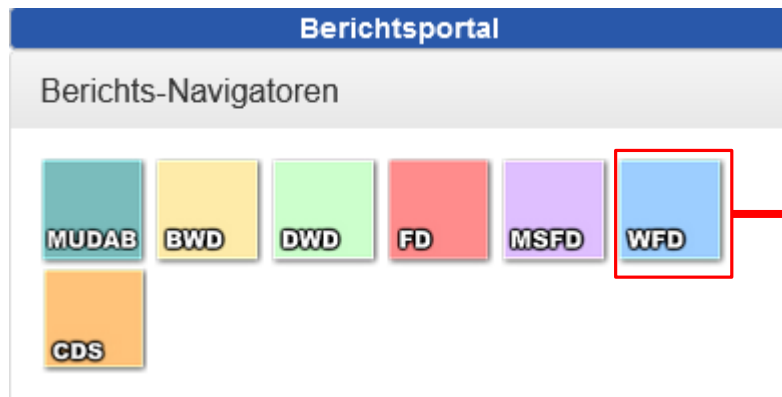 Berichtsportal
Berichts-Navigatoren
MUDAB BWD DWD FD MSFD WFD
CDS